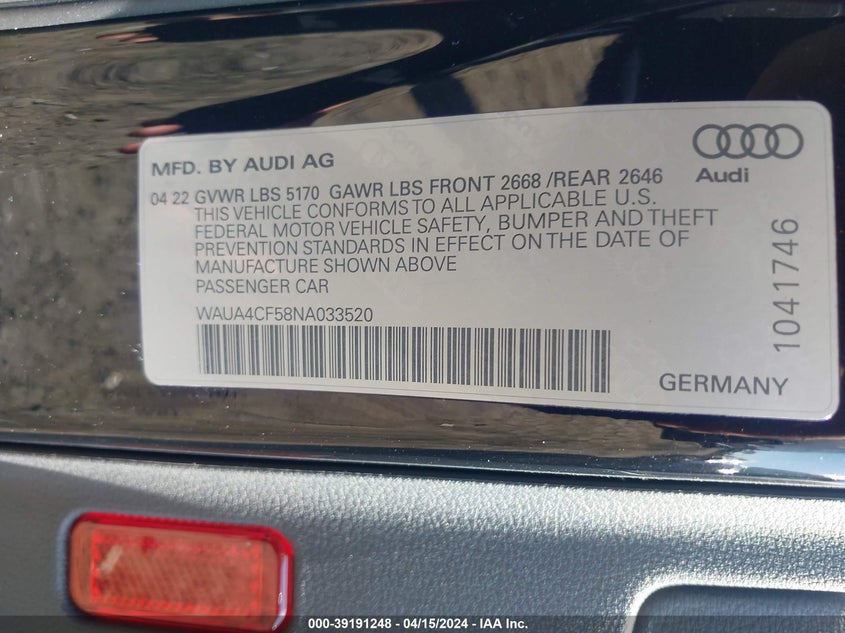 MFD. BY AUDI AG
Audi
04 22 GVWR LBS 5170 GAWR LBS FRONT 2668 /REAR 2646
THIS VEHICLE CONFORMS TO ALL APPLICABLE U.S.
FEDERAL MOTOR VEHICLE SAFETY, BUMPER AND THEFT
PREVENTION STANDARDS IN EFFECT ON THE DATE OF
MANUFACTURE SHOWN ABOVE
PASSENGER CAR
WAUA4CF58NA033520
1041746
GERMANY
000-39191248 - 04/15/2024 - IAA Inc.